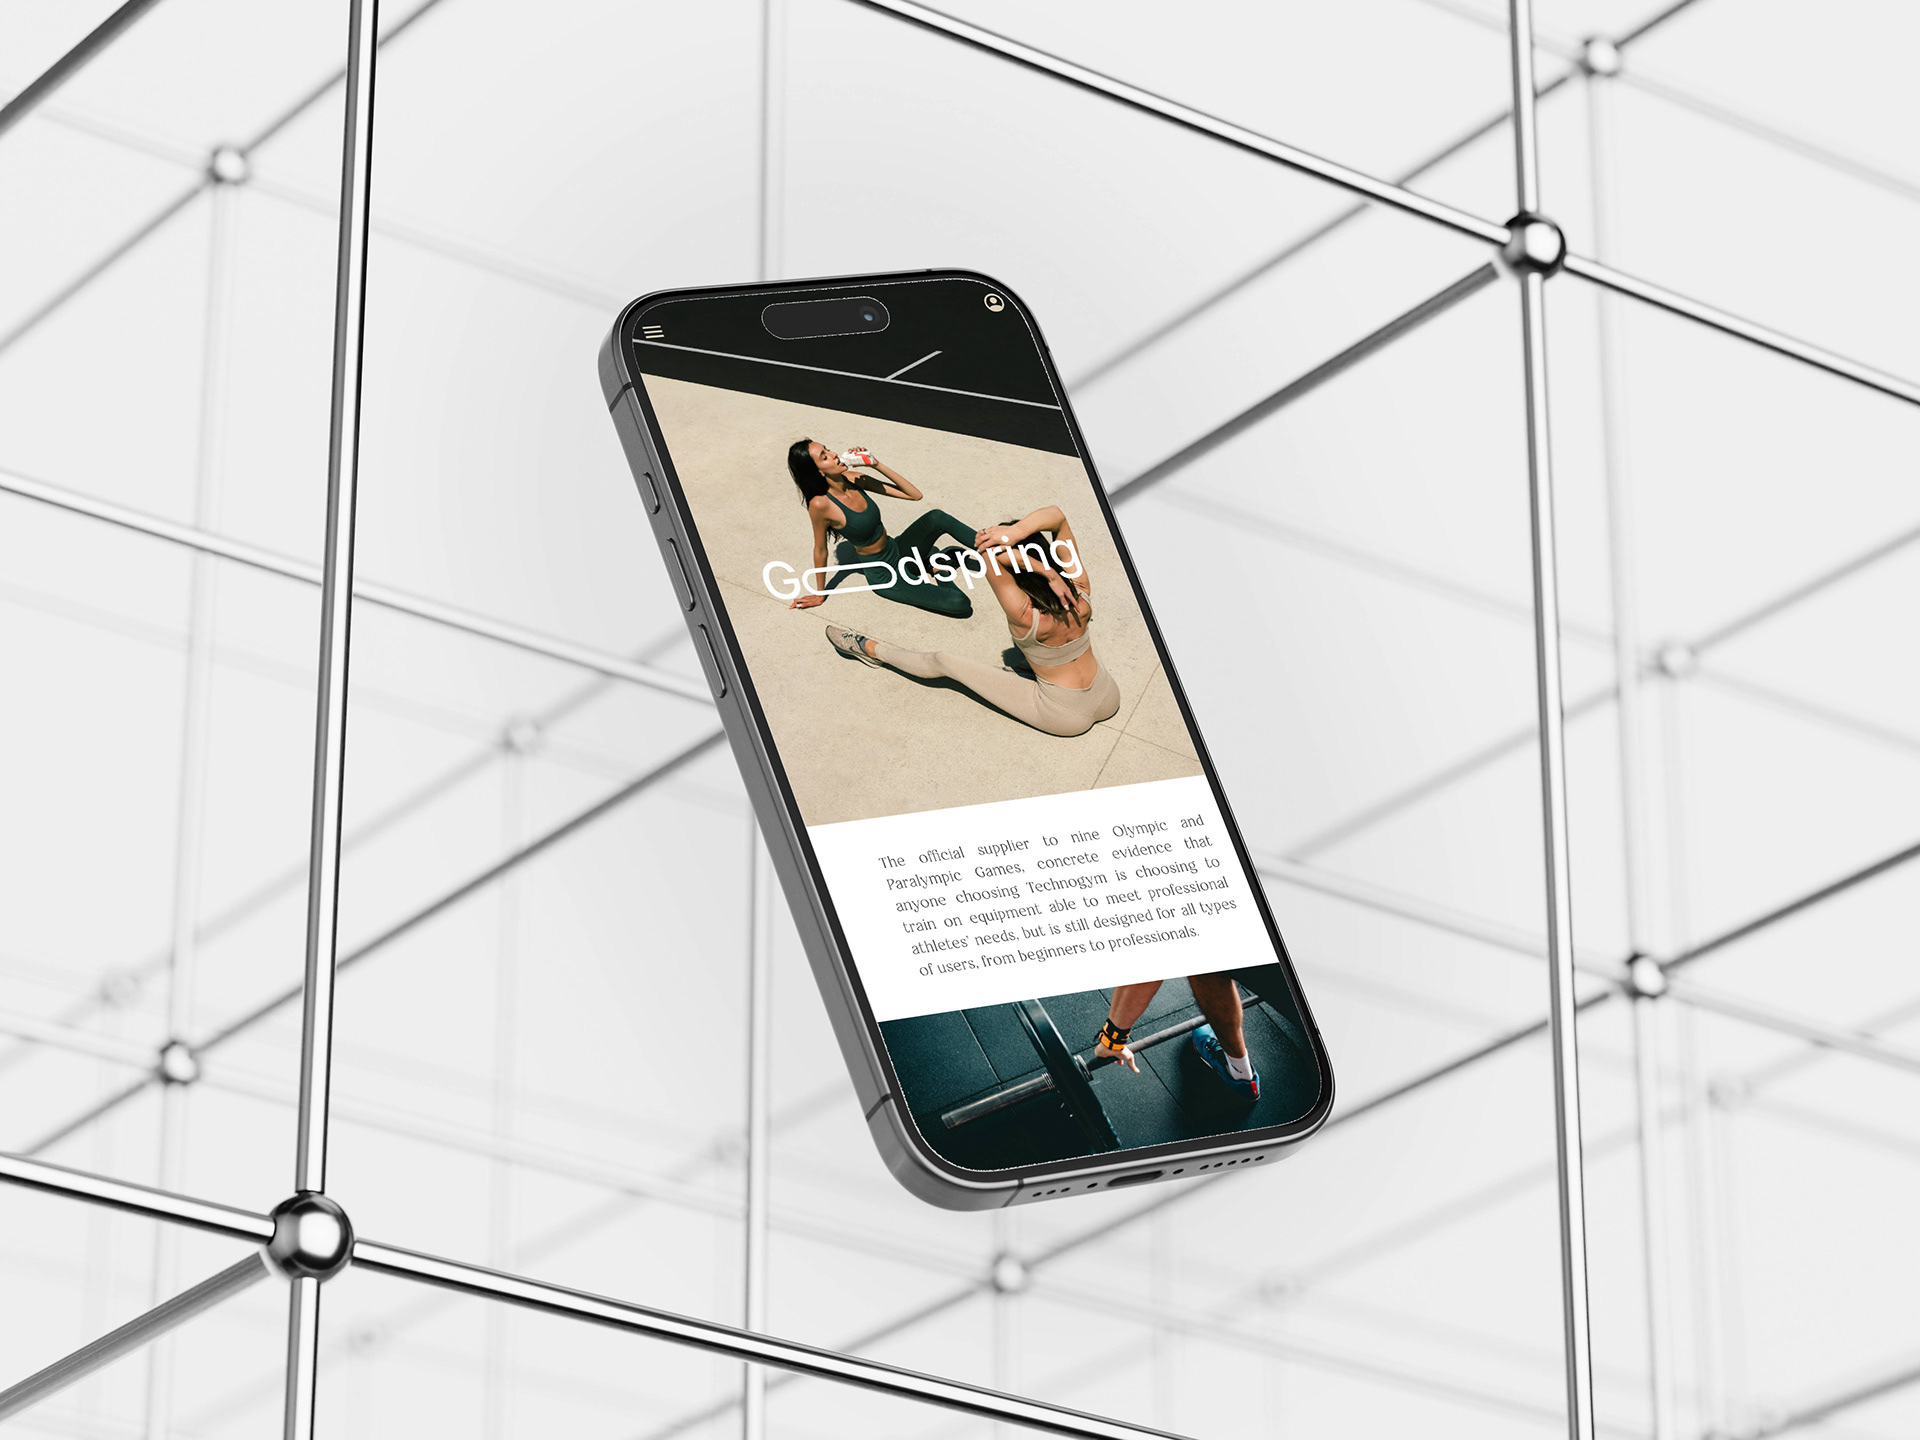 Goodspring
The official supplier to nine Olympic and
Paralympic Games, concrete evidence that
anyone choosing Technogym is choosing to
train on equipment able to meet professional
athletes' needs, but is still designed for all types
of users, from beginners to professionals.